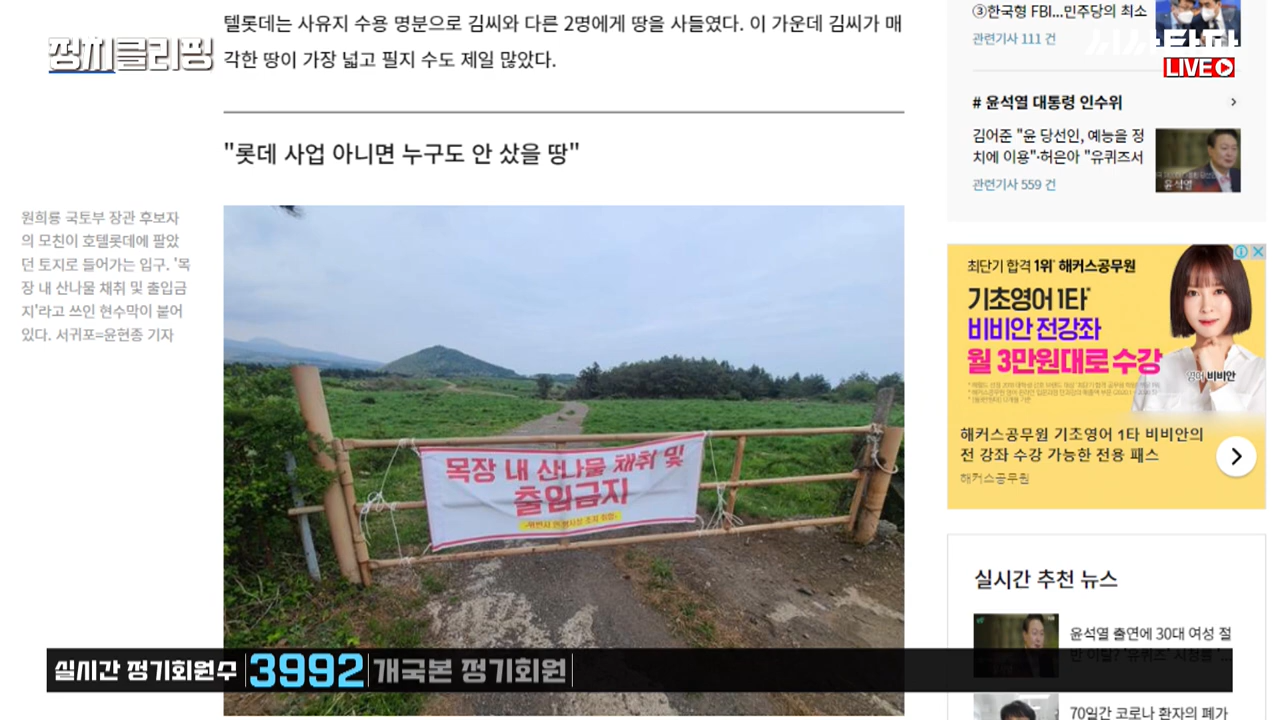 정치클리핑
텔롯데는 사유지 수용 명분으로 김씨와 다른 2명에게 땅을 사들였다. 이 가운데 김씨가 매
각한 땅이 가장 넓고 필지 수도 제일 많았다.
"롯데 사업 아니면 누구도 안 샀을 땅"
원희룡 국토부 장관 후보자
의 모친이 호텔롯데에 팔았
던 토지로 들어가는 입구. '목
장 내 산나물 채취 및 출입금
지'라고 쓰인 현수막이 붙어
있다. 서귀포=윤현종 기자
목장 내 산나물 채취 및
출입금지
③한국형 FBI...민주당의 최소
관련기사 111 건
시사타파
LIVE
# 윤석열 대통령 인수위
김어준 "윤 당선인, 예능을 정
치에 이용"·허은아 "유퀴즈서
관련기사 559 건
윤석열
최단기 합격 1위* 해커스공무원
기초영어 1타*
비비안 전강좌
월 3만원대로 수강
영어 비비안
해커스공무원 기초영어 1타 비비안의
전 강좌 수강 가능한 전용 패스
해커스공무원
실시간 추천 뉴스
윤석열 출연에 30대 여성 절
70일간 코로나 환자의 폐가
실시간 정기회원수 3992 개국본 정기회원